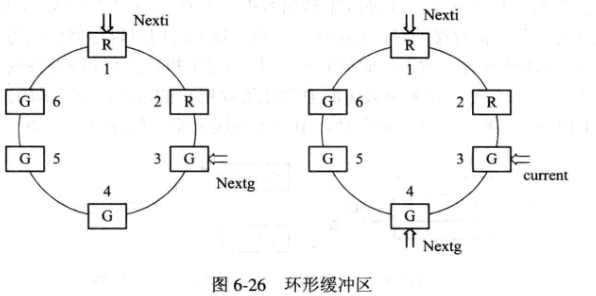 Nexti
R
1
G 6
2 R
G 5
3 G
Nextg
4
G
Nexti
R
1
G 6
2 R
G 5
3 G
current
4
G
Nextg
图 6-26 环形缓冲区